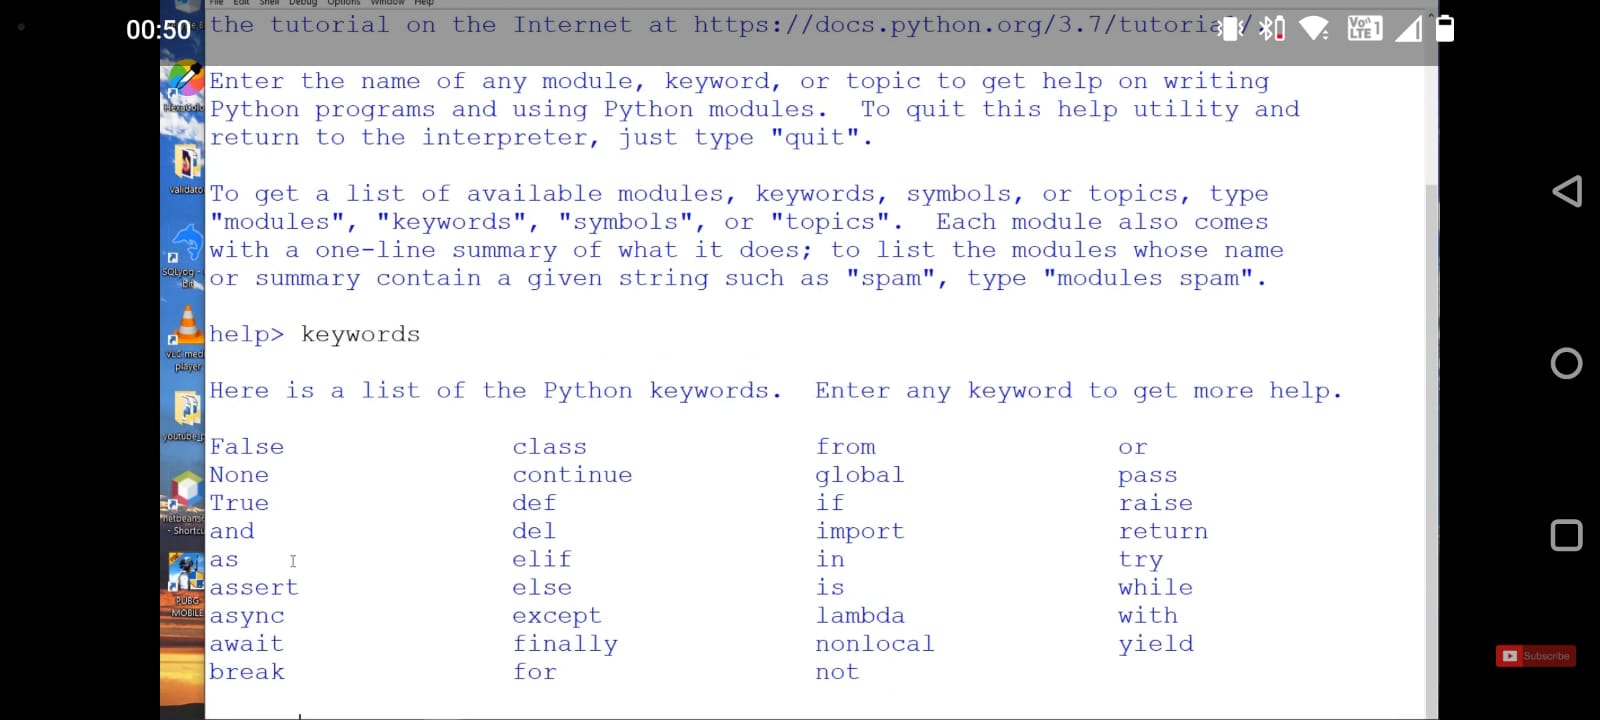 File Edit Shell Debug Options Window Help
the tutorial on the Internet at https://docs.python.org/3.7/tutorial/.
00:50
Vo))
LTE 1
Enter the name of any module, keyword, or topic to get help on writing
Python programs and using Python modules.  To quit this help utility and
return to the interpreter, just type "quit".
To get a list of available modules, keywords, symbols, or topics, type
"modules", "keywords", "symbols", or "topics".  Each module also comes
with a one-line summary of what it does; to list the modules whose name
or summary contain a given string such as "spam", type "modules spam".
help> keywords
Here is a list of the Python keywords.  Enter any keyword to get more help.
False class from or
None continue global pass
True def if raise
and del import return
as elif in try
assert else is while
async except lambda with
await finally nonlocal yield
break for not
validato
SQLyog -
Bit
VLC med
player
youtube_p
netbeans
- Shortcu
PUBG
MOBILE
Subscribe